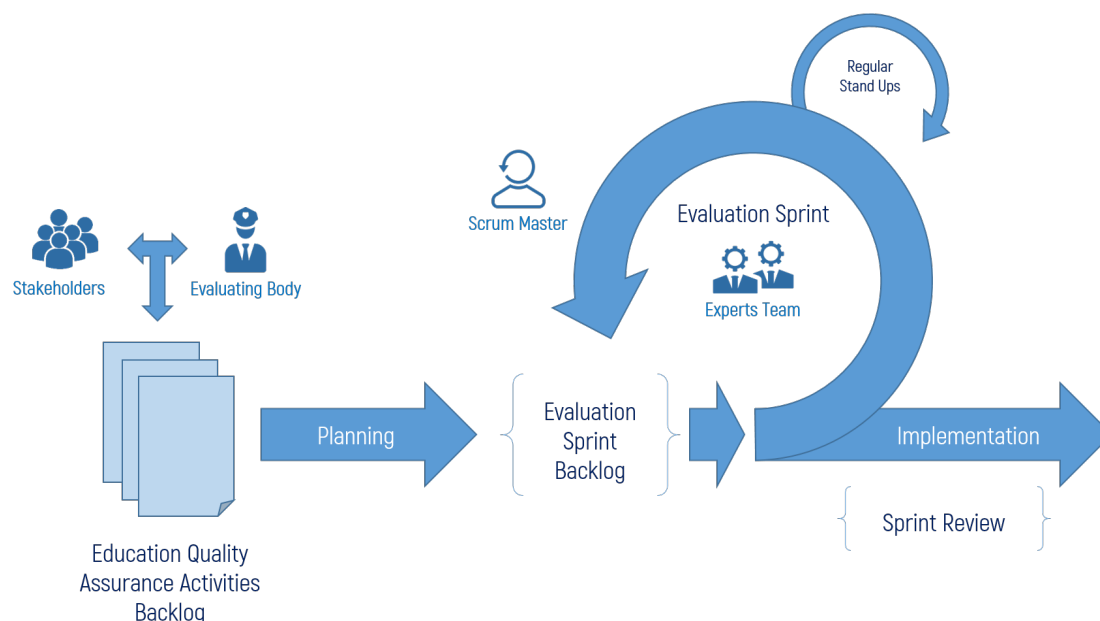 Regular
Stand Ups
Scrum Master
Evaluation Sprint
Stakeholders
Evaluating Body
Experts Team
Planning
Evaluation
Sprint
Backlog
Implementation
Sprint Review
Education Quality
Assurance Activities
Backlog